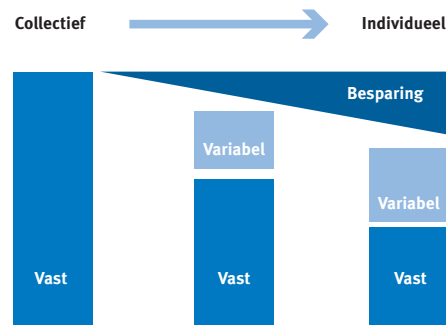 Collectief
Individueel
Besparing
Variabel
Variabel
Vast
Vast
Vast